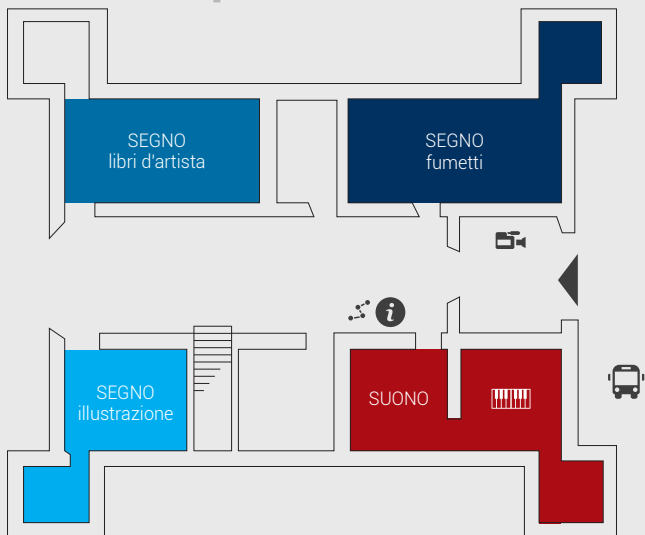 SEGNO
libri d'artista
SEGNO
fumetti
i
SEGNO
illustrazione
SUONO